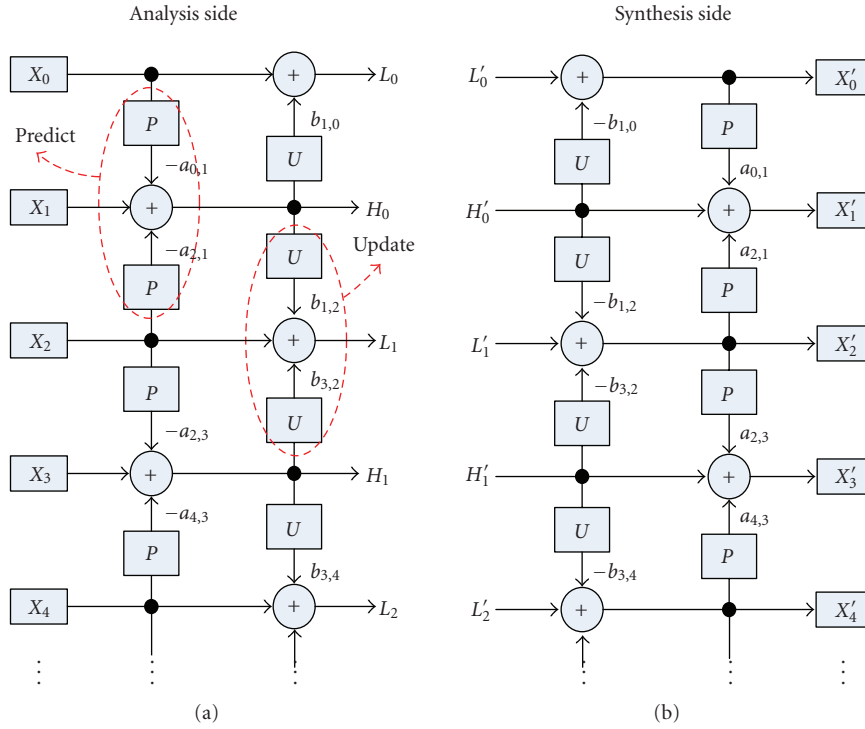 Analysis side
Synthesis side
X₀
+
L₀
P
b₁,₀
Predict
−a₀,₁
U
X₁
+
H₀
−a₂,₁
U
Update
P
b₁,₂
X₂
+
L₁
b₃,₂
P
U
−a₂,₃
X₃
+
H₁
−a₄,₃
U
P
b₃,₄
X₄
+
L₂
(a)
L′₀
+
X′₀
−b₁,₀
P
U
a₀,₁
H′₀
+
X′₁
U
a₂,₁
−b₁,₂
P
L′₁
+
X′₂
−b₃,₂
P
U
a₂,₃
H′₁
+
X′₃
U
a₄,₃
P
−b₃,₄
L′₂
+
X′₄
(b)